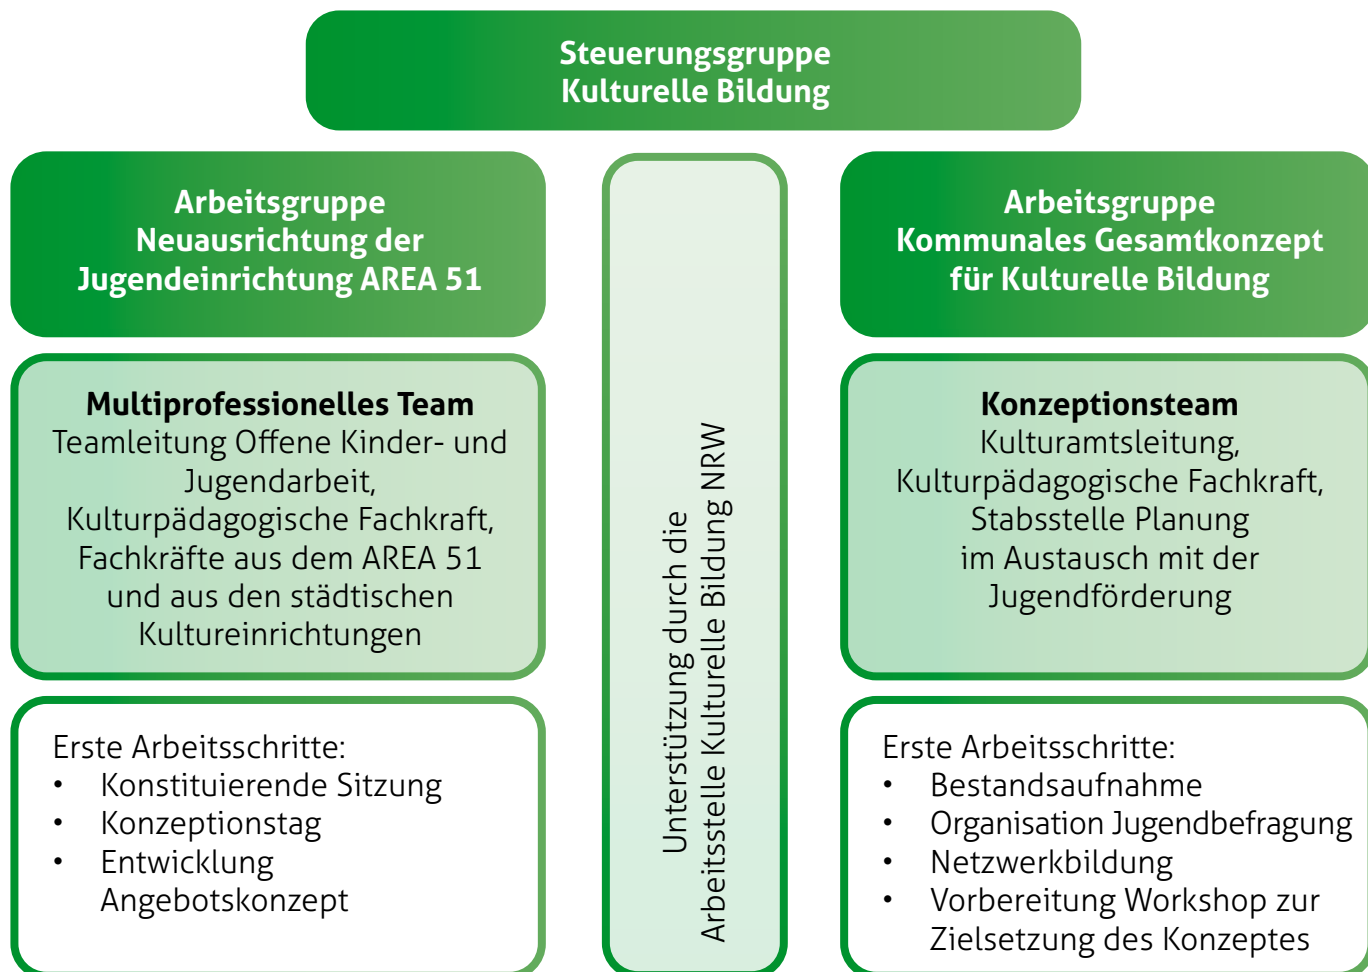 Steuerungsgruppe
Kulturelle Bildung
Arbeitsgruppe
Neuausrichtung der
Jugendeinrichtung AREA 51
Multiprofessionelles Team
Teamleitung Offene Kinder- und
Jugendarbeit,
Kulturpädagogische Fachkraft,
Fachkräfte aus dem AREA 51
und aus den städtischen
Kultureinrichtungen
Erste Arbeitsschritte:
• Konstituierende Sitzung
• Konzeptionstag
• Entwicklung
Angebotskonzept
Unterstützung durch die
Arbeitsstelle Kulturelle Bildung NRW
Arbeitsgruppe
Kommunales Gesamtkonzept
für Kulturelle Bildung
Konzeptionsteam
Kulturamtsleitung,
Kulturpädagogische Fachkraft,
Stabsstelle Planung
im Austausch mit der
Jugendförderung
Erste Arbeitsschritte:
• Bestandsaufnahme
• Organisation Jugendbefragung
• Netzwerkbildung
• Vorbereitung Workshop zur
Zielsetzung des Konzeptes